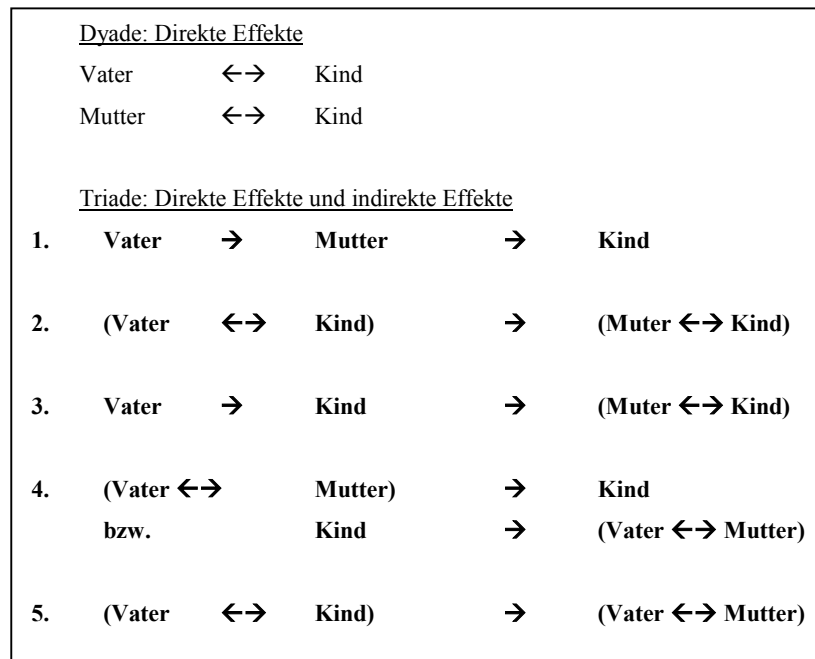 Dyade: Direkte Effekte
Vater ←→ Kind
Mutter ←→ Kind
Triade: Direkte Effekte und indirekte Effekte
1. Vater → Mutter → Kind
2. (Vater ←→ Kind) → (Muter ←→ Kind)
3. Vater → Kind → (Muter ←→ Kind)
4. (Vater ←→ Mutter) → Kind
bzw. Kind → (Vater ←→ Mutter)
5. (Vater ←→ Kind) → (Vater ←→ Mutter)